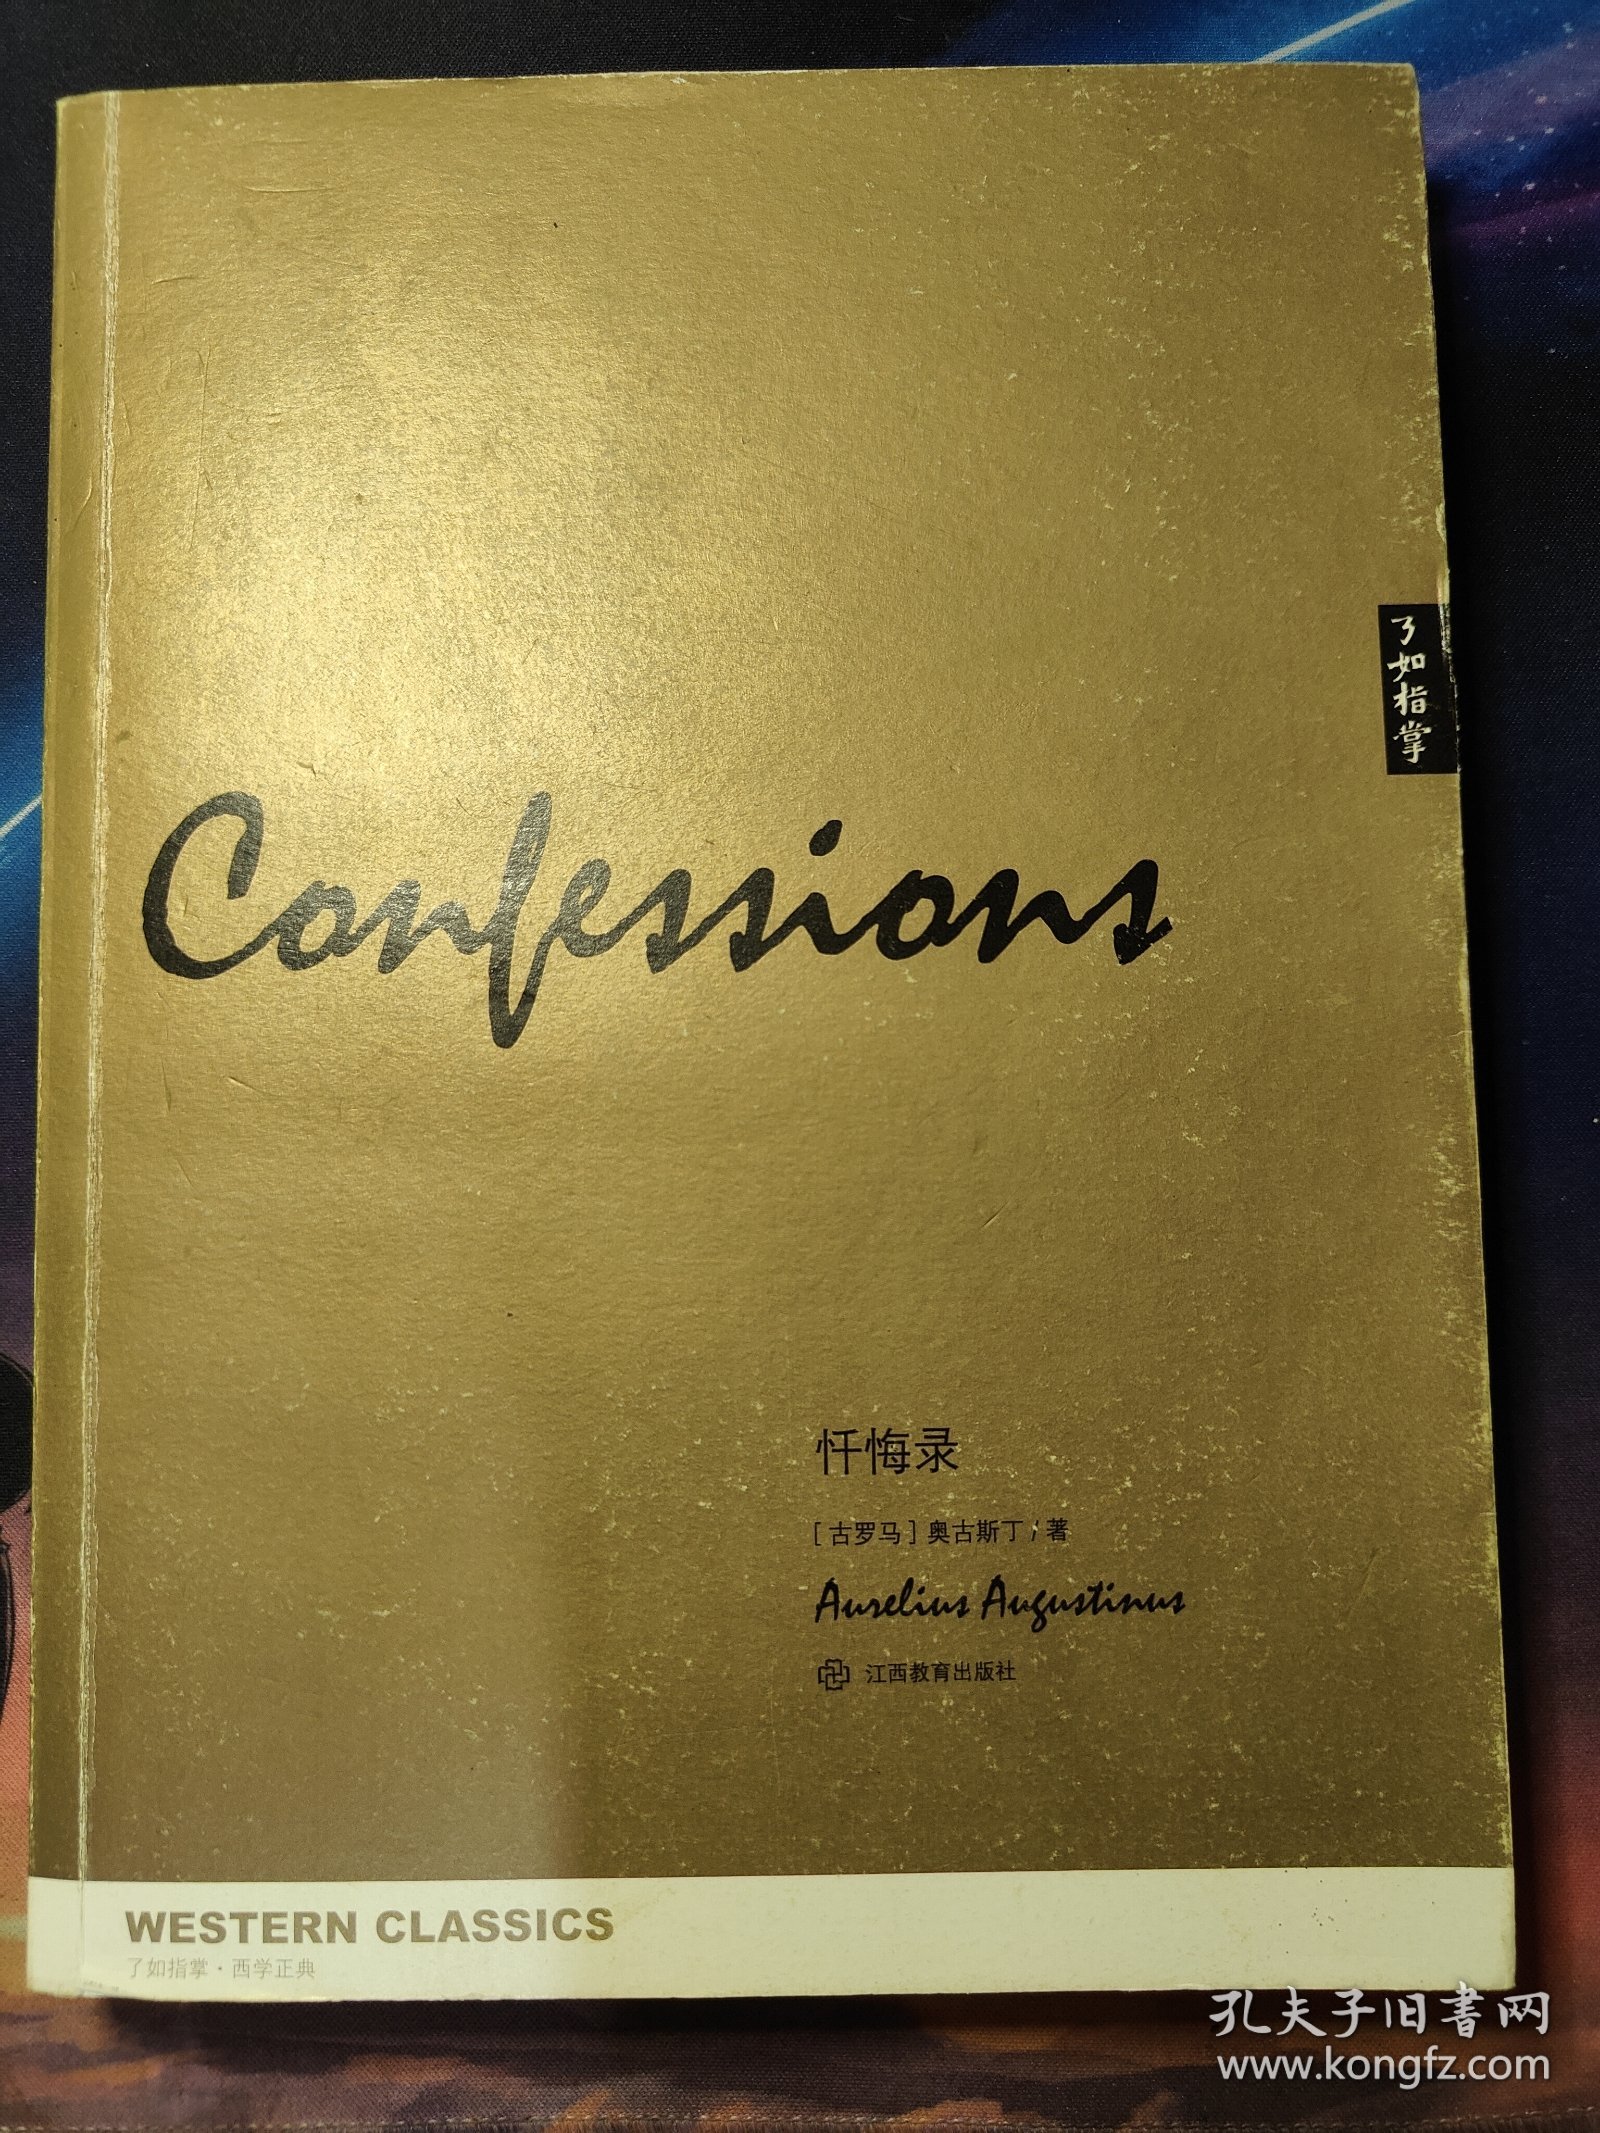 了如指掌
Confessions
忏悔录
[古罗马]奥古斯丁/著
Aurelius Augustinus
江西教育出版社
WESTERN CLASSICS
了如指掌·西学正典
孔夫子旧书网
www.kongfz.com